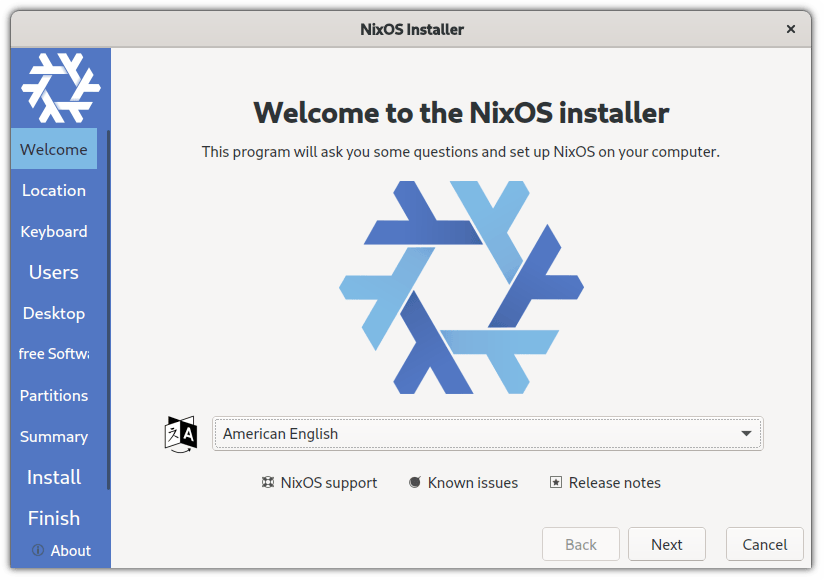 NixOS Installer
Welcome
Location
Keyboard
Users
Desktop
free Softwa
Partitions
Summary
Install
Finish
About
Welcome to the NixOS installer
This program will ask you some questions and set up NixOS on your computer.
A
American English
NixOS support
Known issues
Release notes
Back
Next
Cancel